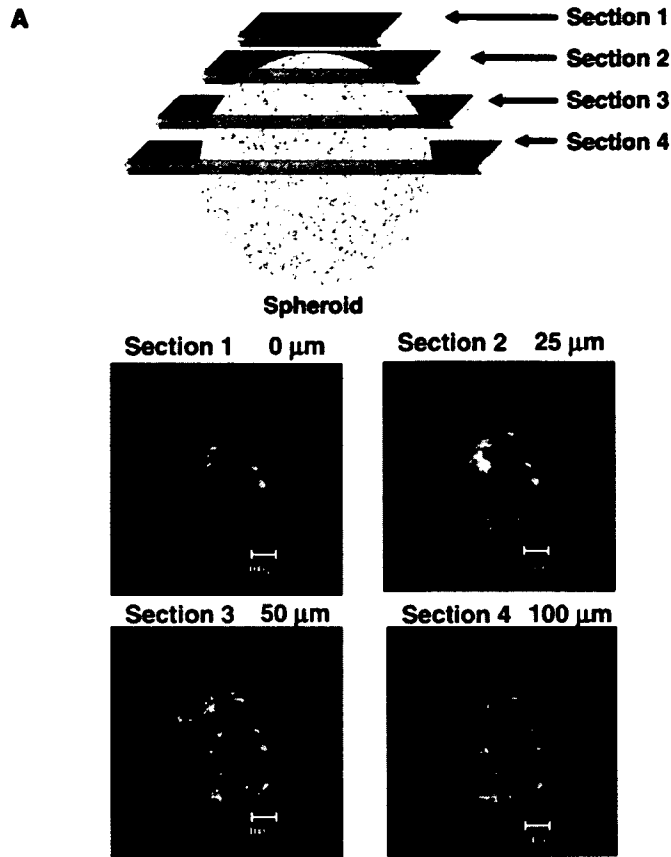 A
Section 1
Section 2
Section 3
Section 4
Spheroid
Section 1 0 μm
Section 2 25 μm
Section 3 50 μm
Section 4 100 μm